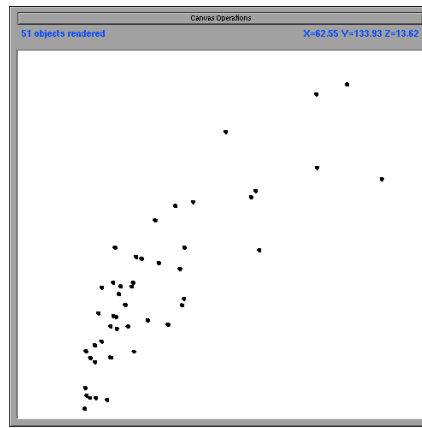 Canvas Operations
51 objects rendered X=62.55 Y=133.93 Z=13.62